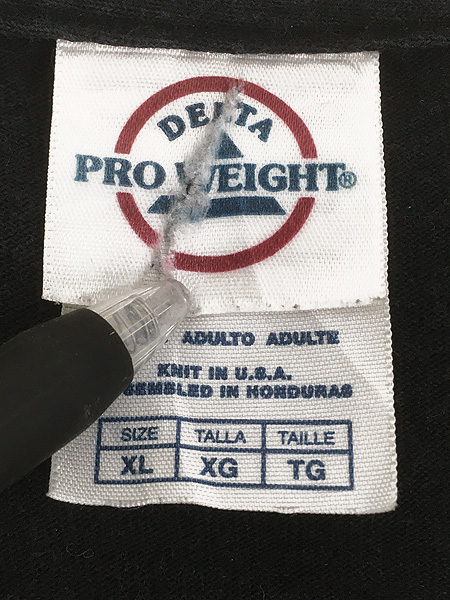 DELTA
PRO WEIGHT®
ADULTO ADULTE
KNIT IN U.S.A.
ASSEMBLED IN HONDURAS
SIZE TALLA TAILLE
XL XG TG